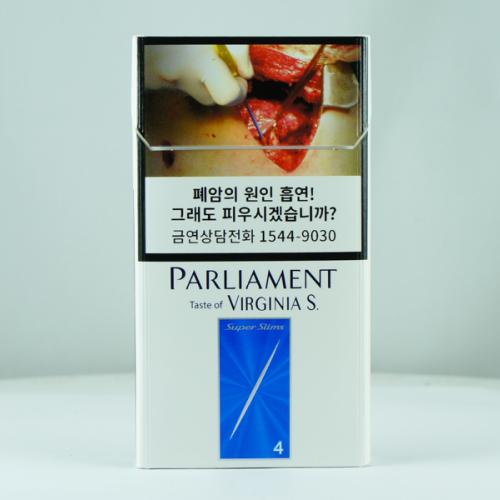 폐암의 원인 흡연!
그래도 피우시겠습니까?
금연상담전화 1544-9030
PARLIAMENT
Taste of VIRGINIA S.
Super Slims
4